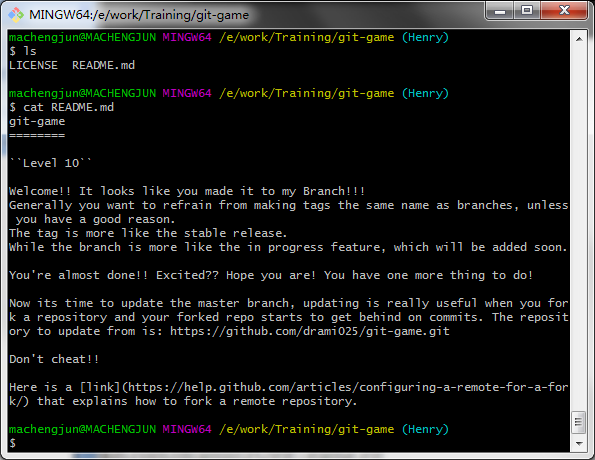 MINGW64:/e/work/Training/git-game
machengjun@MACHENGJUN MINGW64 /e/work/Training/git-game (Henry)
$ ls
LICENSE  README.md
machengjun@MACHENGJUN MINGW64 /e/work/Training/git-game (Henry)
$ cat README.md
git-game
========
``Level 10``
Welcome!! It looks like you made it to my Branch!!!
Generally you want to refrain from making tags the same name as branches, unless
 you have a good reason.
The tag is more like the stable release.
While the branch is more like the in progress feature, which will be added soon.
You're almost done!! Excited?? Hope you are! You have one more thing to do!
Now its time to update the master branch, updating is really useful when you for
k a repository and your forked repo starts to get behind on commits. The reposit
ory to update from is: https://github.com/drami025/git-game.git
Don't cheat!!
Here is a [link](https://help.github.com/articles/configuring-a-remote-for-a-for
k/) that explains how to fork a remote repository.
machengjun@MACHENGJUN MINGW64 /e/work/Training/git-game (Henry)
$